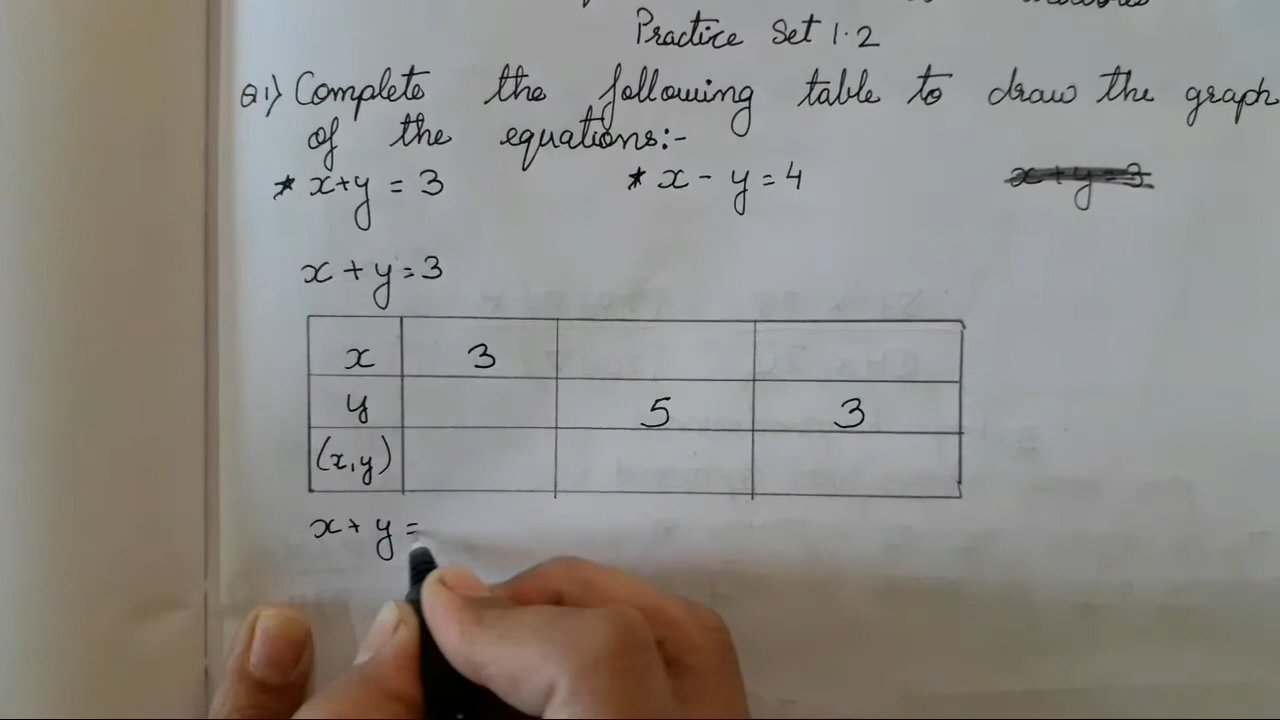 Practice Set 1.2
Q1) Complete the following table to draw the graph
of the equations:-
* x+y = 3 * x - y = 4 x+y=3
x + y = 3
x 3
y 5 3
(x,y)
x + y =